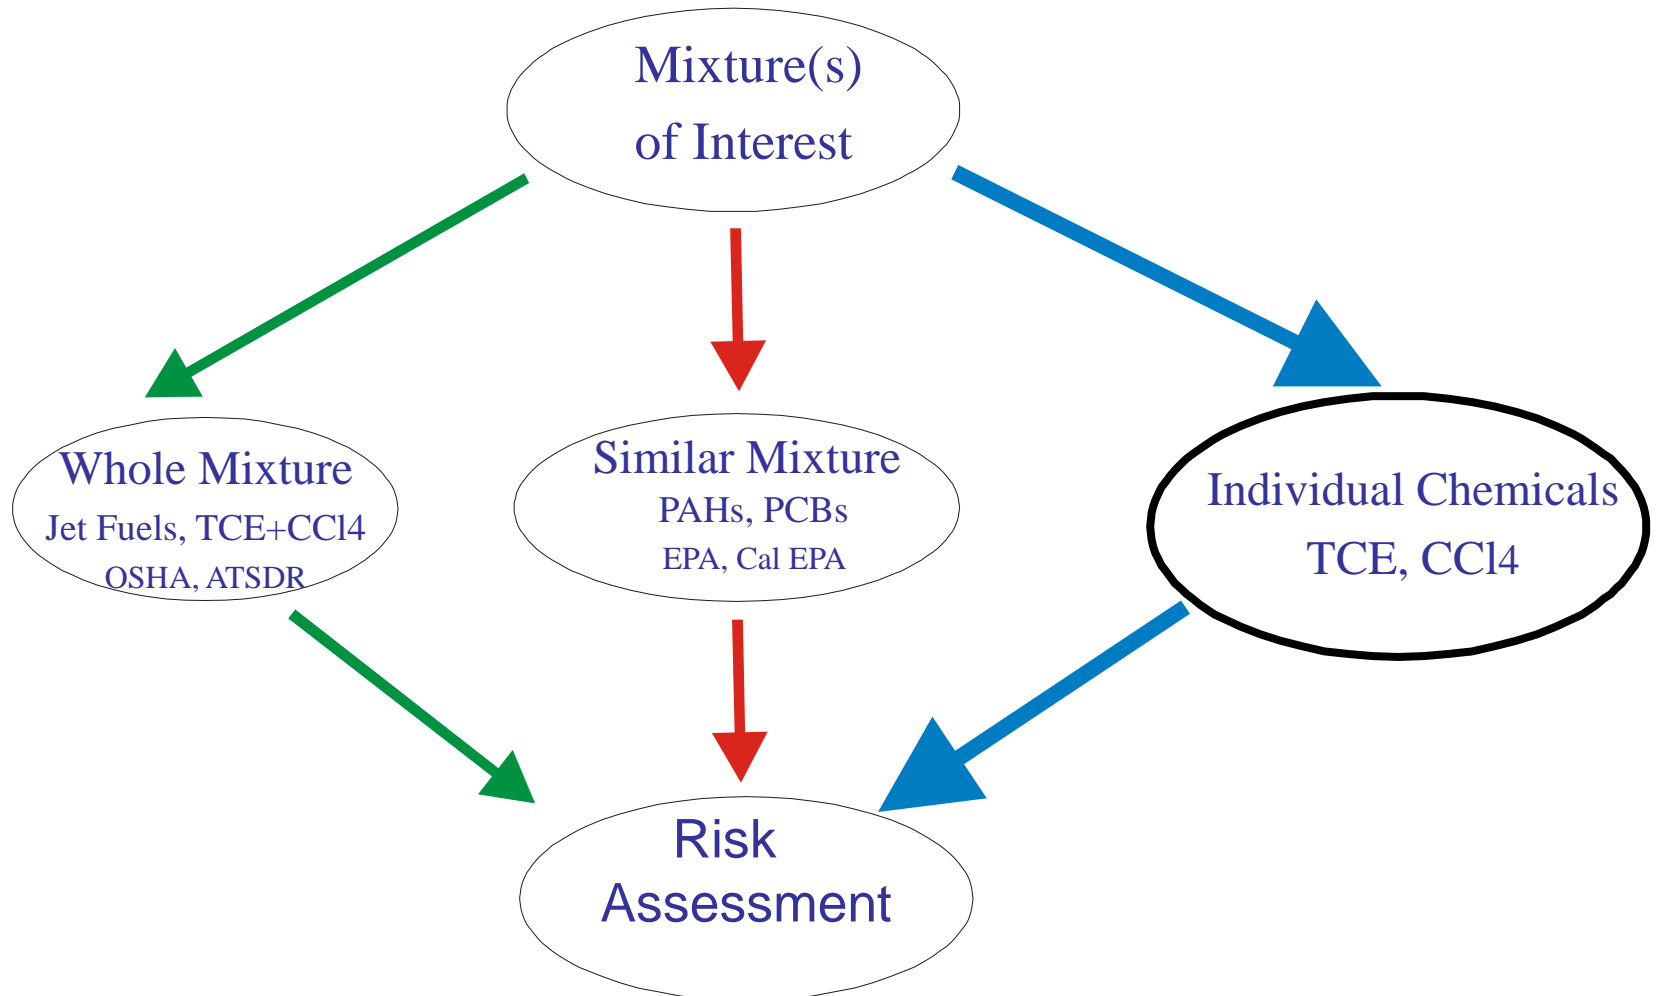 Mixture(s)
of Interest
Whole Mixture
Jet Fuels, TCE+CCl4
OSHA, ATSDR
Similar Mixture
PAHs, PCBs
EPA, Cal EPA
Individual Chemicals
TCE, CCl4
Risk
Assessment